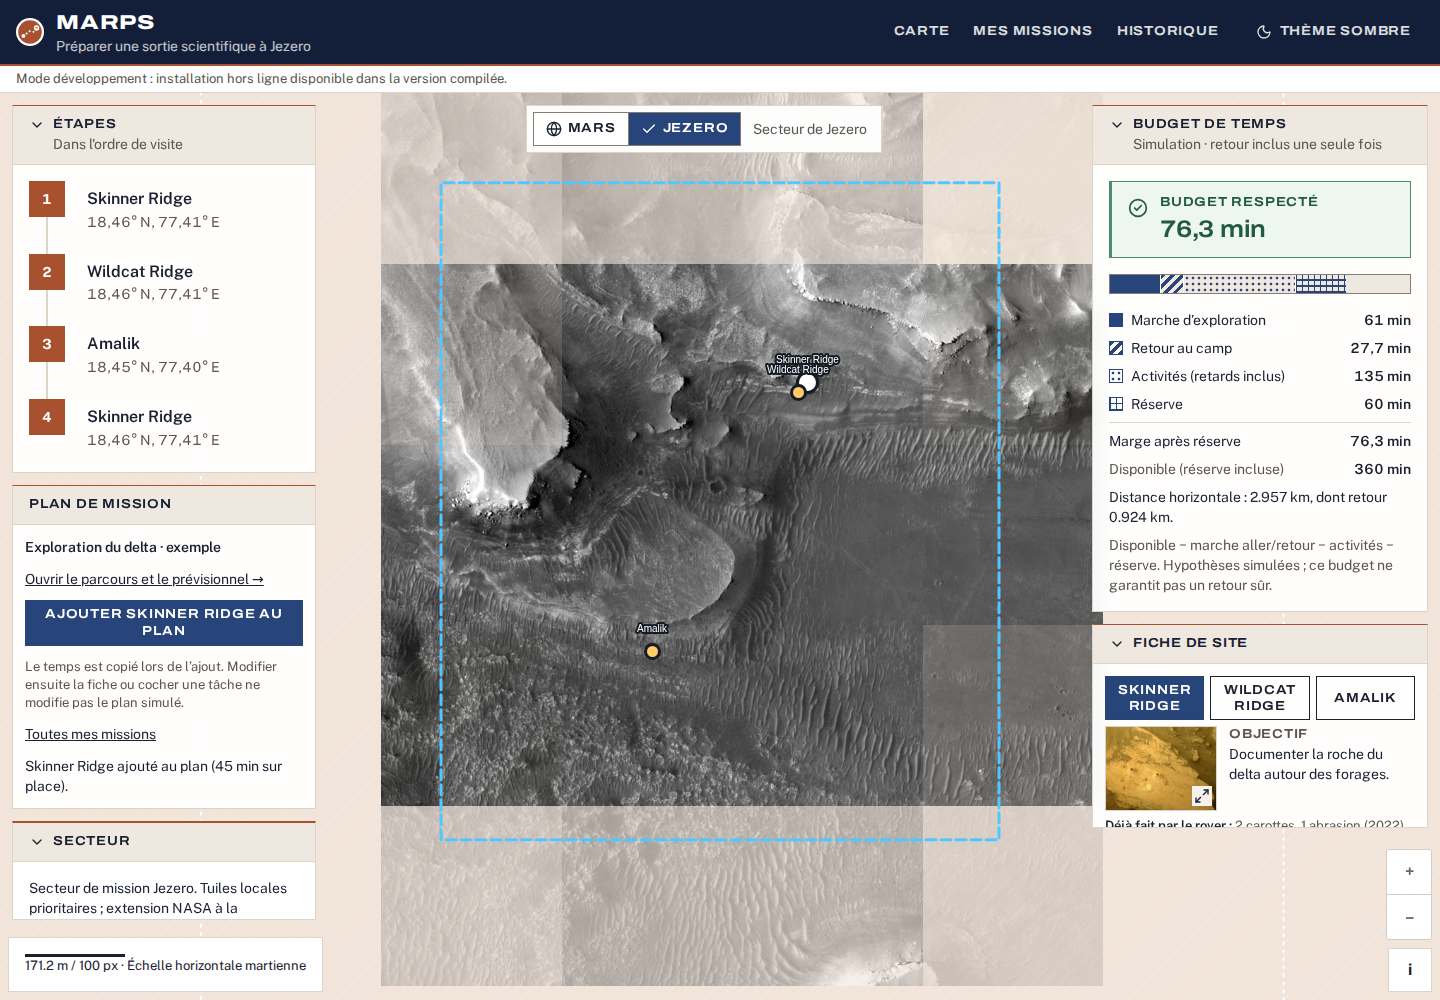 MARPS
Préparer une sortie scientifique à Jezero
CARTE
MES MISSIONS
HISTORIQUE
THÈME SOMBRE
Mode développement : installation hors ligne disponible dans la version compilée.
ÉTAPES
Dans l'ordre de visite
1
Skinner Ridge
18,46° N, 77,41° E
2
Wildcat Ridge
18,46° N, 77,41° E
3
Amalik
18,45° N, 77,40° E
4
Skinner Ridge
18,46° N, 77,41° E
PLAN DE MISSION
Exploration du delta · exemple
Ouvrir le parcours et le prévisionnel →
AJOUTER SKINNER RIDGE AU
PLAN
Le temps est copié lors de l'ajout. Modifier
ensuite la fiche ou cocher une tâche ne
modifie pas le plan simulé.
Toutes mes missions
Skinner Ridge ajouté au plan (45 min sur
place).
SECTEUR
Secteur de mission Jezero. Tuiles locales
prioritaires ; extension NASA à la
171.2 m / 100 px · Échelle horizontale martienne
MARS
JEZERO
Secteur de Jezero
Skinner Ridge
Wildcat Ridge
Amalik
BUDGET DE TEMPS
Simulation · retour inclus une seule fois
BUDGET RESPECTÉ
76,3 min
Marche d'exploration 61 min
Retour au camp 27,7 min
Activités (retards inclus) 135 min
Réserve 60 min
Marge après réserve 76,3 min
Disponible (réserve incluse) 360 min
Distance horizontale : 2.957 km, dont retour
0.924 km.
Disponible − marche aller/retour − activités −
réserve. Hypothèses simulées ; ce budget ne
garantit pas un retour sûr.
FICHE DE SITE
SKINNER
RIDGE
WILDCAT
RIDGE
AMALIK
OBJECTIF
Documenter la roche du
delta autour des forages.
Déjà fait par le rover : 2 carottes, 1 abrasion (2022)
+
−
i